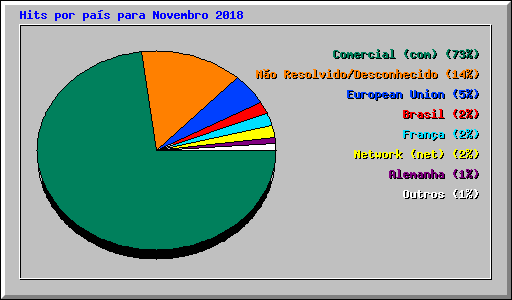 Hits por país para Novembro 2018
Comercial (com) (73%)
Não Resolvido/Desconhecido (14%)
European Union (5%)
Brasil (2%)
França (2%)
Network (net) (2%)
Alemanha (1%)
Outros (1%)